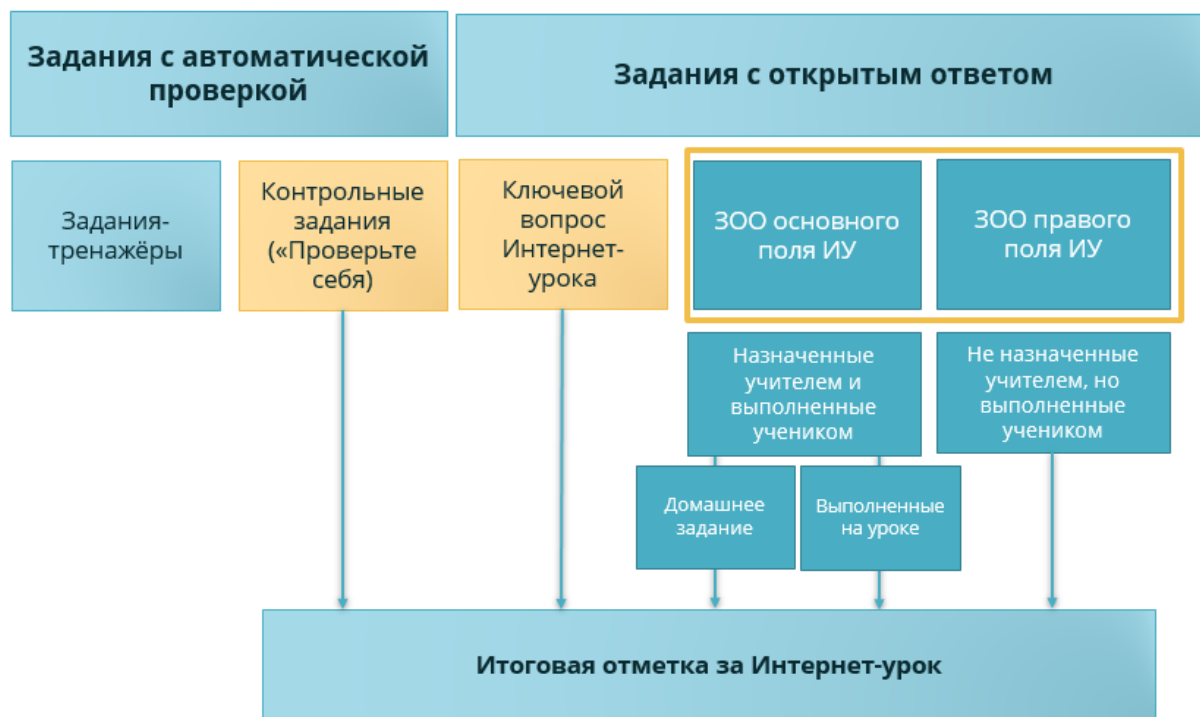 Задания с автоматической
проверкой
Задания с открытым ответом
Задания-
тренажёры
Контрольные
задания
(«Проверьте
себя)
Ключевой
вопрос
Интернет-
урока
ЗОО основного
поля ИУ
ЗОО правого
поля ИУ
Назначенные
учителем и
выполненные
учеником
Не назначенные
учителем, но
выполненные
учеником
Домашнее
задание
Выполненные
на уроке
Итоговая отметка за Интернет-урок